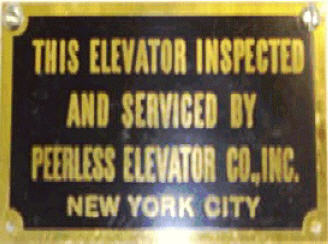 THIS ELEVATOR INSPECTED
AND SERVICED BY
PEERLESS ELEVATOR CO., INC.
NEW YORK CITY